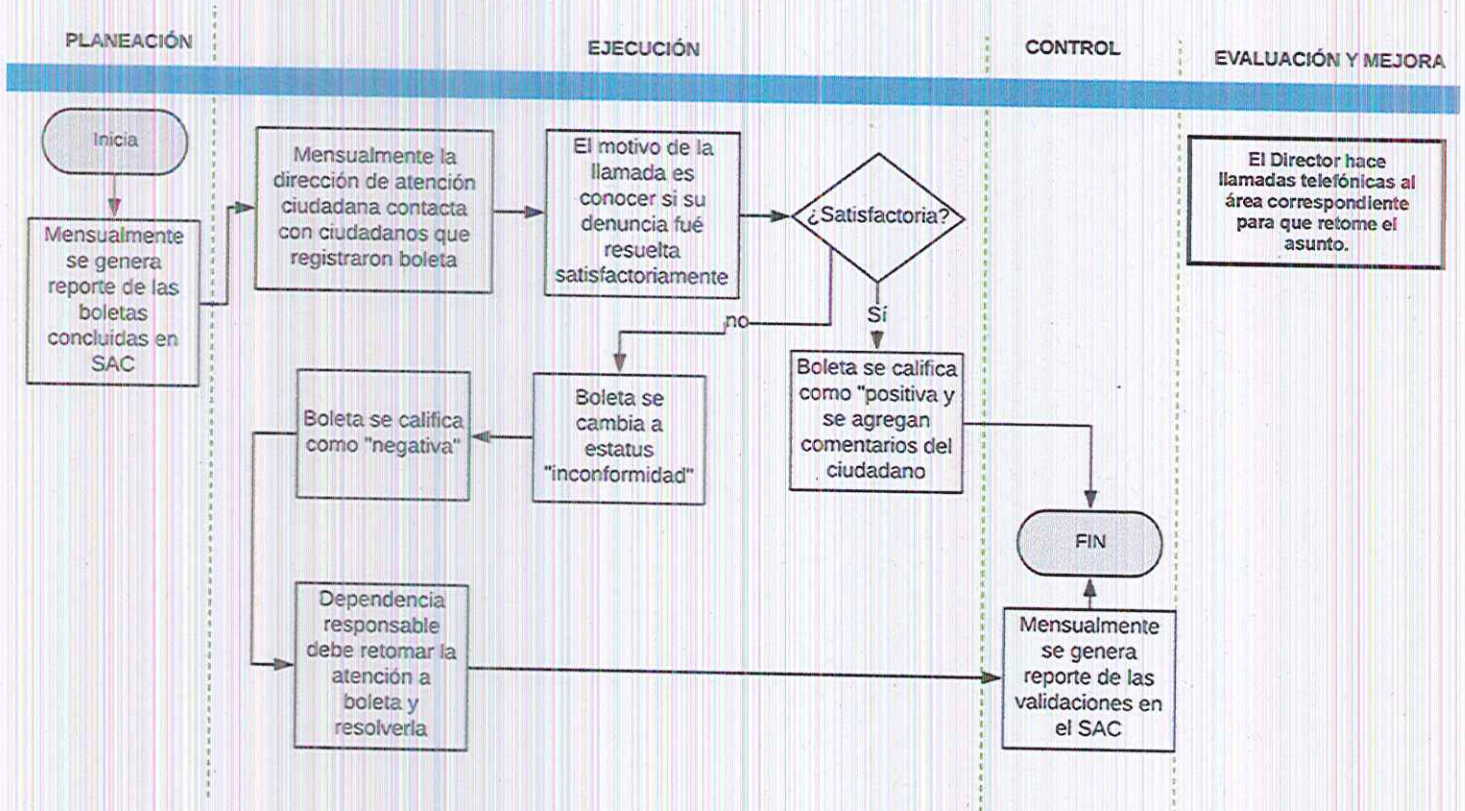 PLANEACIÓN
EJECUCIÓN
CONTROL
EVALUACIÓN Y MEJORA
Inicia
Mensualmente
se genera
reporte de las
boletas
concluidas en
SAC
Mensualmente la
dirección de atención
ciudadana contacta
con ciudadanos que
registraron boleta
El motivo de la
llamada es
conocer si su
denuncia fué
resuelta
satisfactoriamente
¿Satisfactoria?
no
Sí
Boleta se califica
como "positiva y
se agregan
comentarios del
ciudadano
Boleta se
cambia a
estatus
"inconformidad"
Boleta se califica
como "negativa"
Dependencia
responsable
debe retomar la
atención a
boleta y
resolverla
Mensualmente
se genera
reporte de las
validaciones en
el SAC
FIN
El Director hace
llamadas telefónicas al
área correspondiente
para que retome el
asunto.